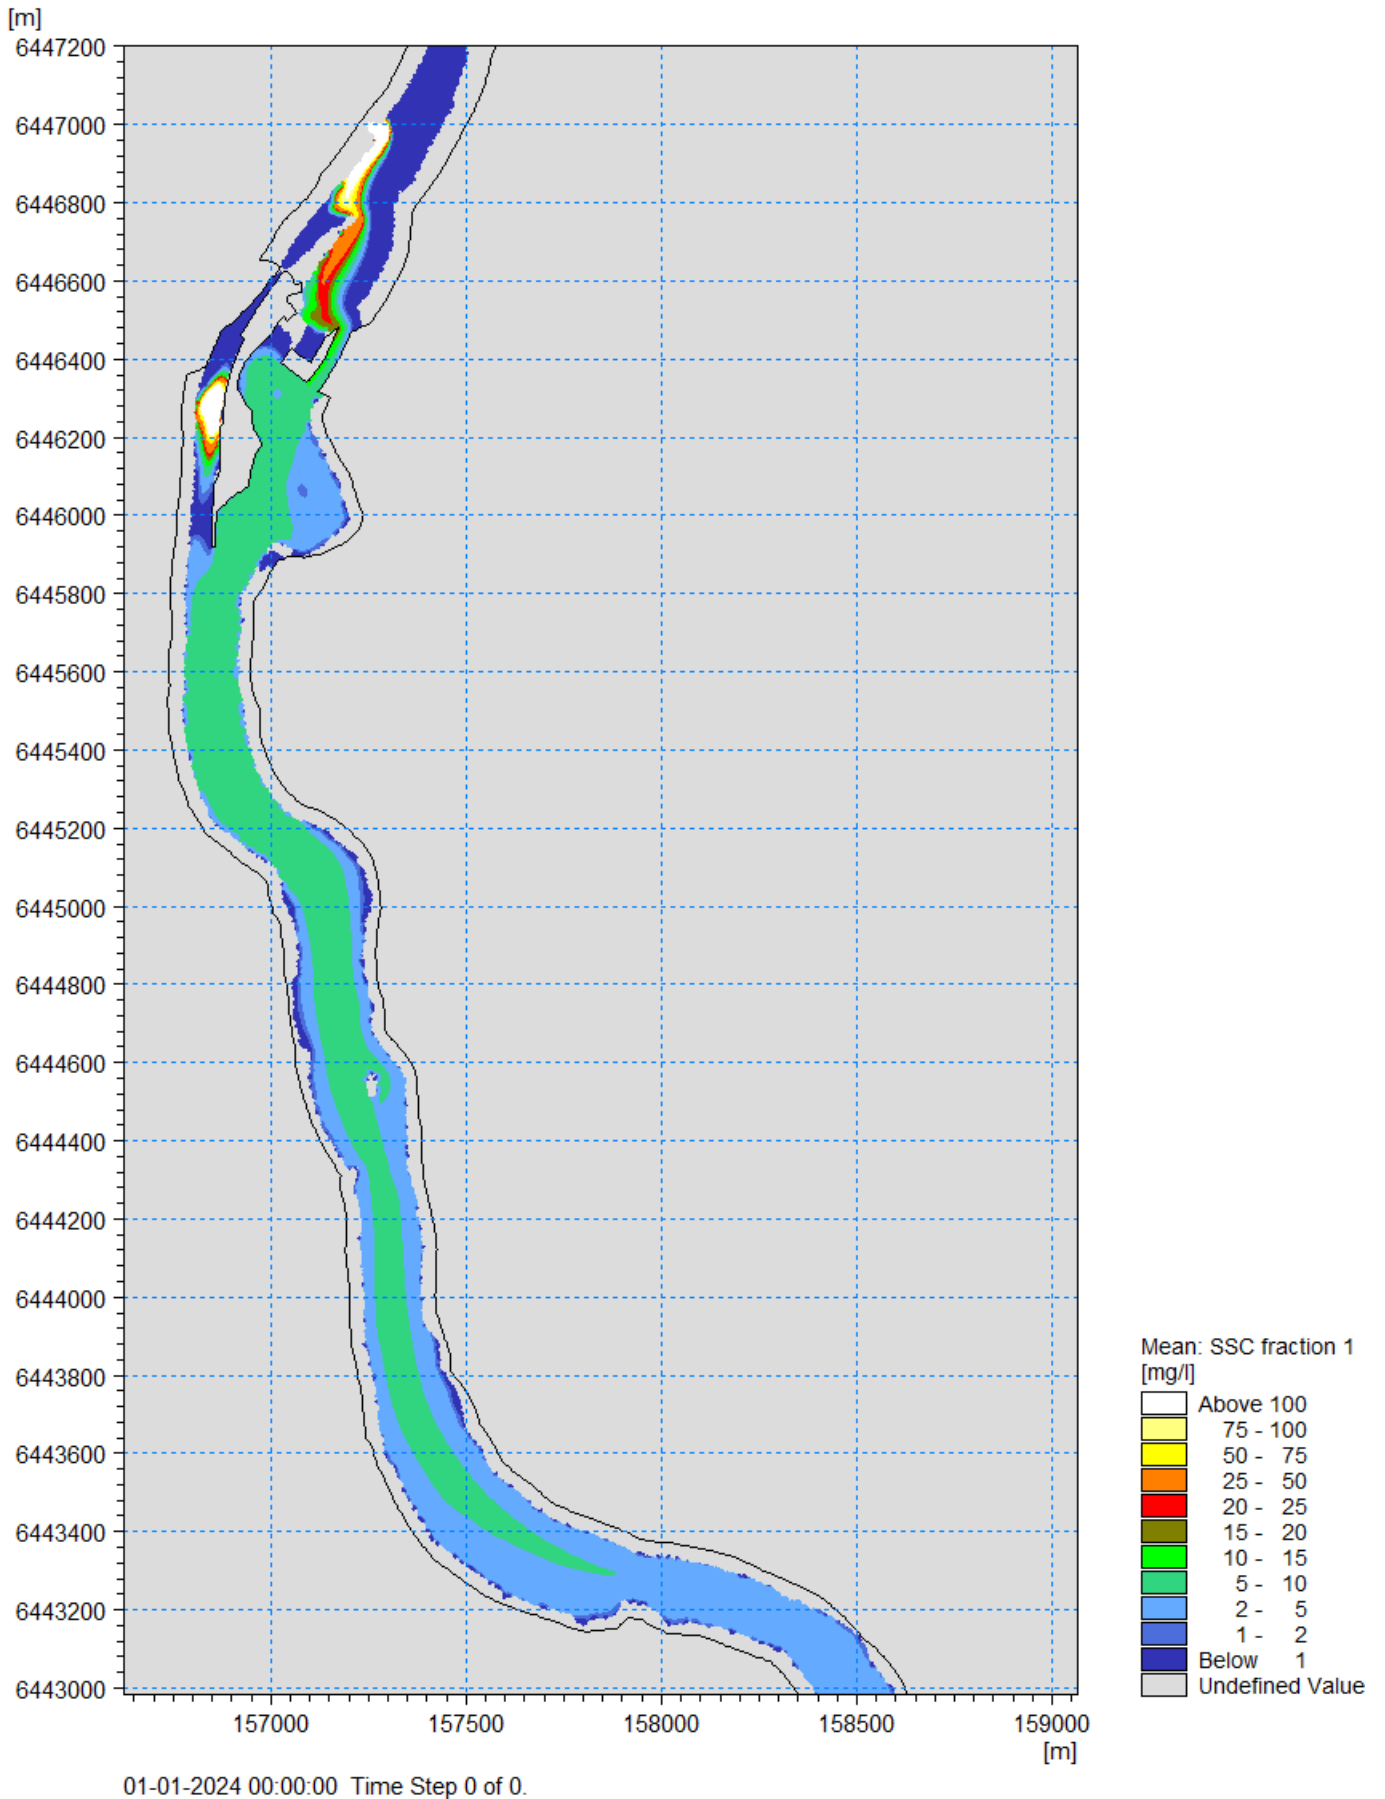 [m]
6447200
6447000
6446800
6446600
6446400
6446200
6446000
6445800
6445600
6445400
6445200
6445000
6444800
6444600
6444400
6444200
6444000
6443800
6443600
6443400
6443200
6443000
157000 157500 158000 158500 159000
[m]
01-01-2024 00:00:00 Time Step 0 of 0.
Mean: SSC fraction 1
[mg/l]
Above 100
75 - 100
50 - 75
25 - 50
20 - 25
15 - 20
10 - 15
5 - 10
2 - 5
1 - 2
Below 1
Undefined Value